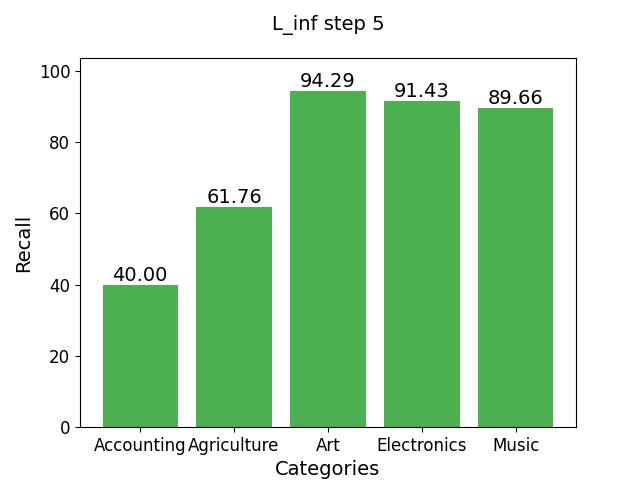 L_inf step 5
100
80
60
40
20
0
Recall
40.00
61.76
94.29
91.43
89.66
Accounting Agriculture Art Electronics Music
Categories